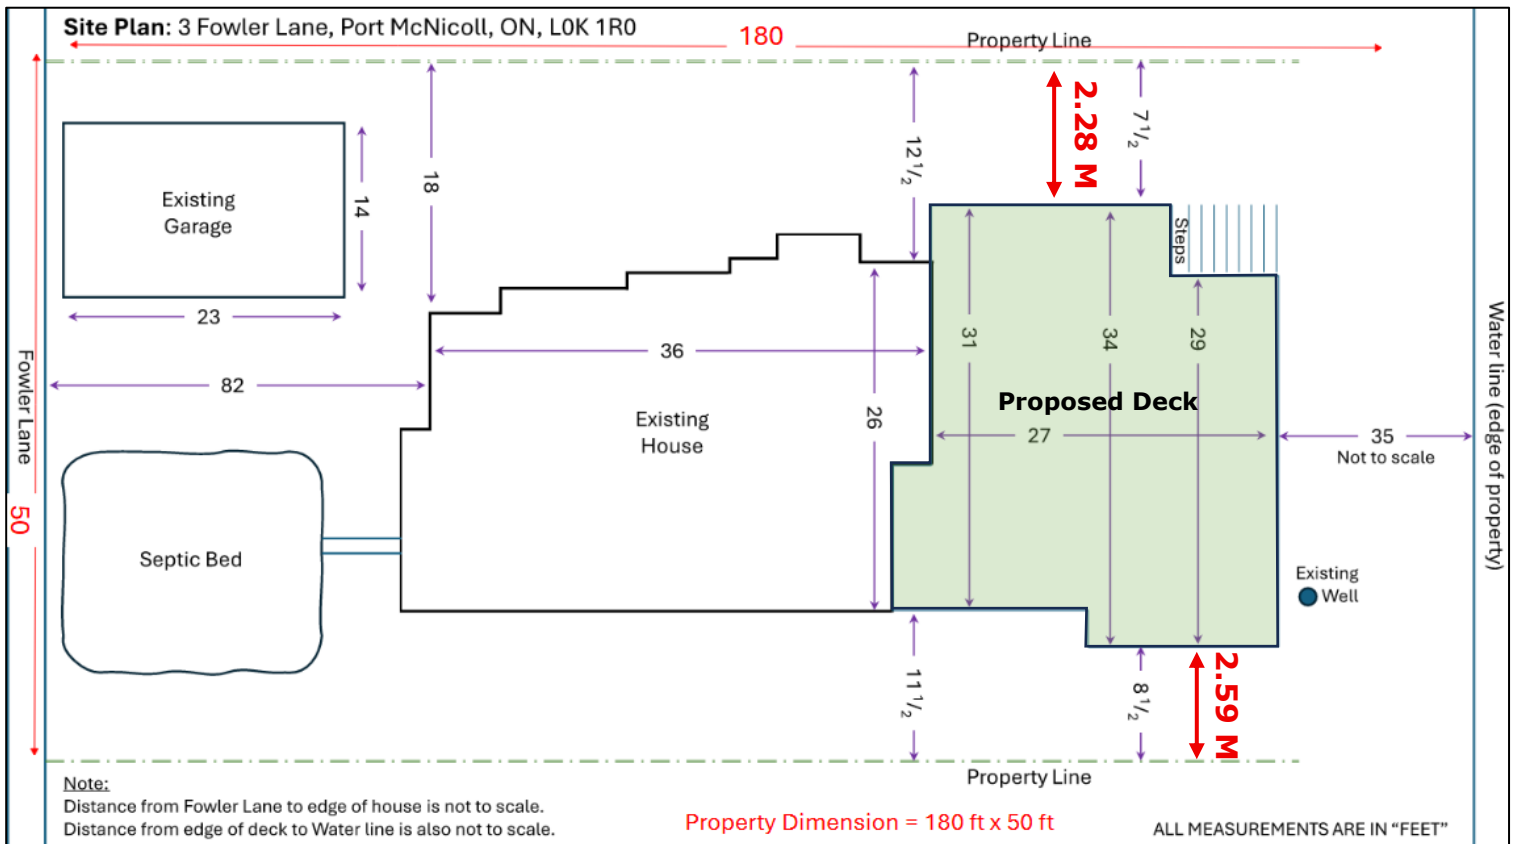 Site Plan: 3 Fowler Lane, Port McNicoll, ON, L0K 1R0
180
Property Line
2.28 M
7 1/2
12 1/2
18
14
Existing
Garage
Steps
23
31
34
29
36
82
Fowler Lane
Water line (edge of property)
Proposed Deck
26
Existing
House
27
35
Not to scale
50
Septic Bed
Existing
Well
11 1/2
8 1/2
2.59 M
Property Line
Note:
Distance from Fowler Lane to edge of house is not to scale.
Distance from edge of deck to Water line is also not to scale.
Property Dimension = 180 ft x 50 ft
ALL MEASUREMENTS ARE IN “FEET”